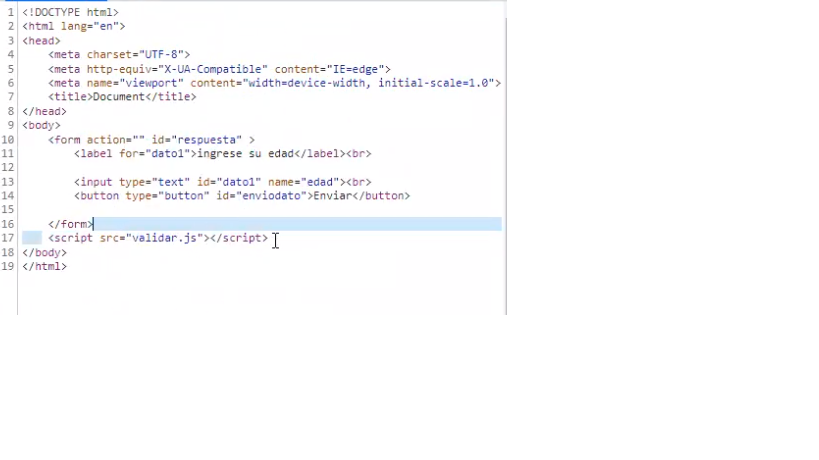 1 <!DOCTYPE html>
2 <html lang="en">
3 <head>
4     <meta charset="UTF-8">
5     <meta http-equiv="X-UA-Compatible" content="IE=edge">
6     <meta name="viewport" content="width=device-width, initial-scale=1.0">
7     <title>Document</title>
8 </head>
9 <body>
10     <form action="" id="respuesta" >
11         <label for="dato1">ingrese su edad</label><br>
12
13         <input type="text" id="dato1" name="edad"><br>
14         <button type="button" id="enviodato">Enviar</button>
15
16     </form>
17     <script src="validar.js"></script>
18 </body>
19 </html>